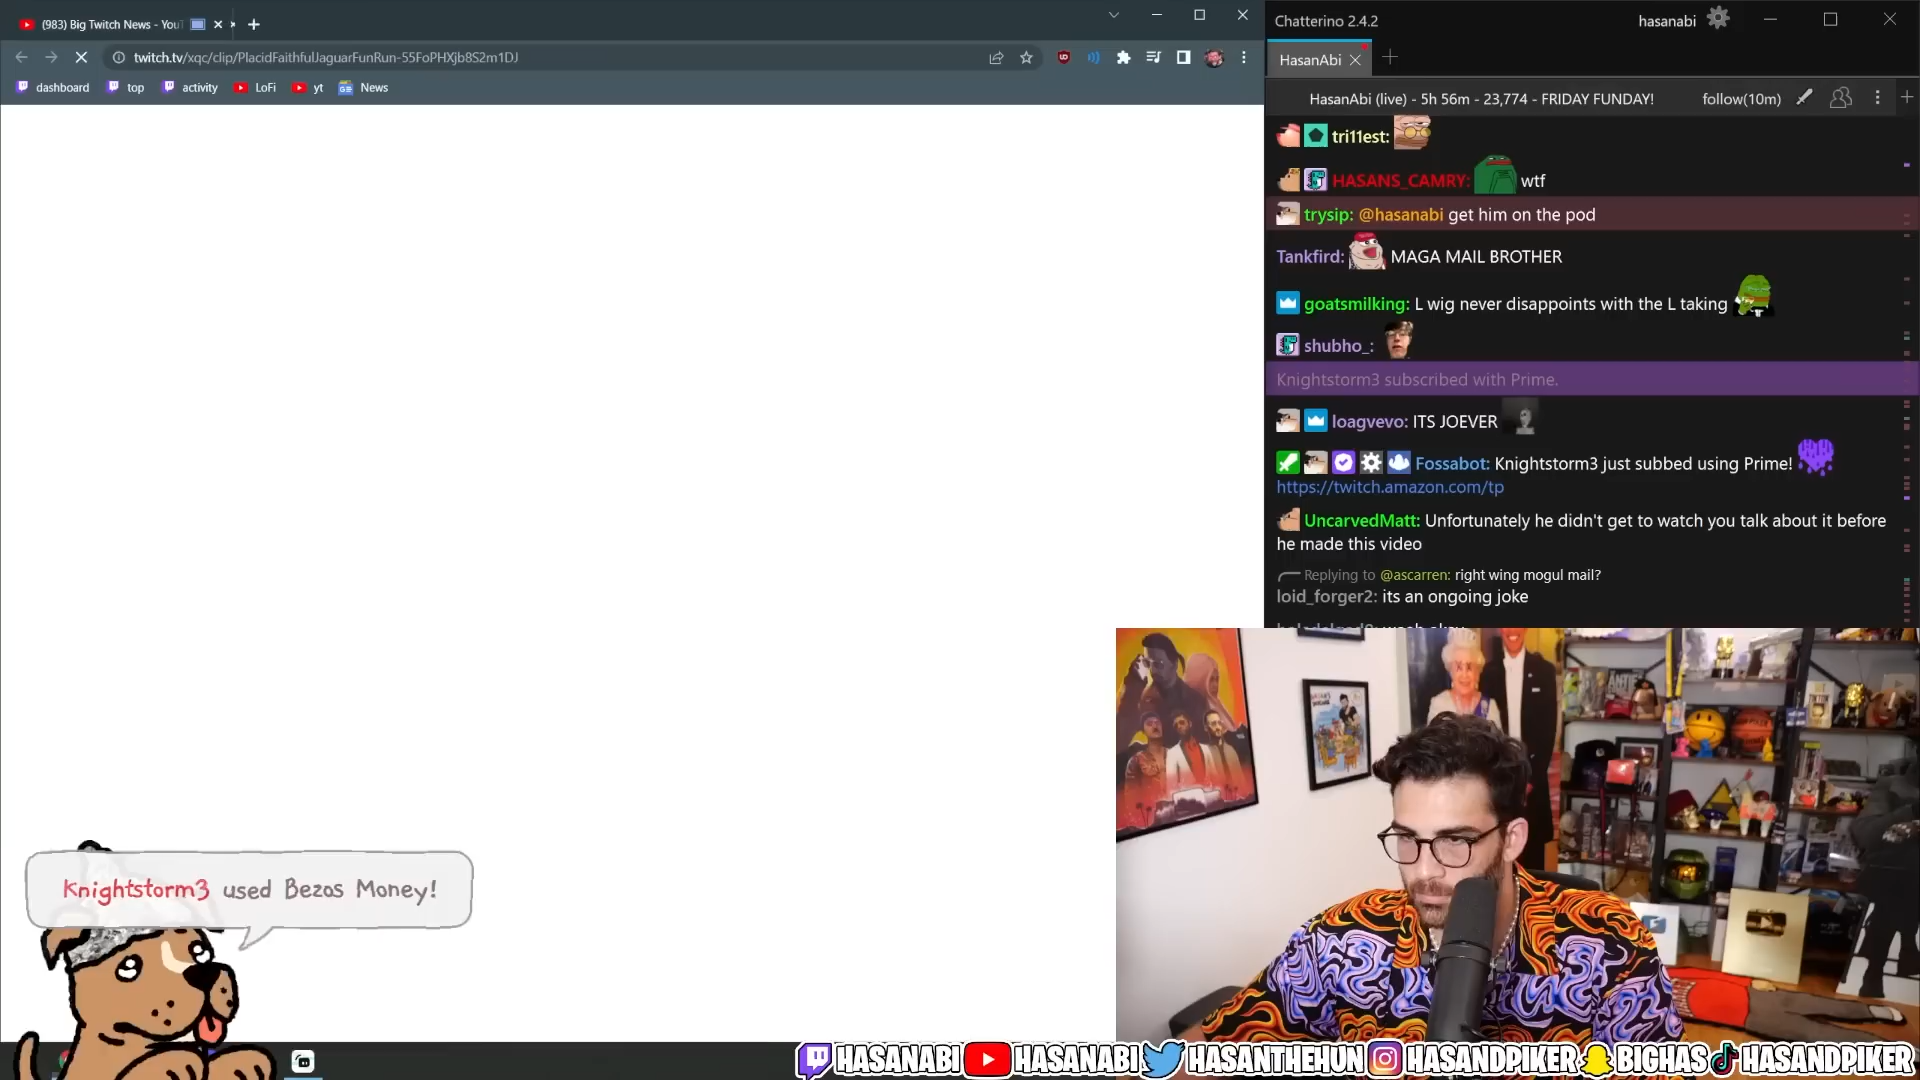 (983) Big Twitch News - You
twitch.tv/xqc/clip/PlacidFaithfulJaguarFunRun-55FoPHXjb8S2m1DJ
dashboard
top
activity
LoFi
yt
News
Chatterino 2.4.2
hasanabi
HasanAbi
HasanAbi (live) - 5h 56m - 23,774 - FRIDAY FUNDAY!
follow(10m)
tri11est:
HASANS_CAMRY: wtf
trysip: @hasanabi get him on the pod
Tankfird: MAGA MAIL BROTHER
goatsmilking: L wig never disappoints with the L taking
shubho_:
Knightstorm3 subscribed with Prime.
loagvevo: ITS JOEVER
Fossabot: Knightstorm3 just subbed using Prime!
https://twitch.amazon.com/tp
UncarvedMatt: Unfortunately he didn't get to watch you talk about it before
he made this video
Replying to @ascarren: right wing mogul mail?
loid_forger2: its an ongoing joke
Knightstorm3 used Bezos Money!
HASANABI
HASANABI
HASANTHEHUN
HASANDPIKER
BIGHAS
HASANDPIKER